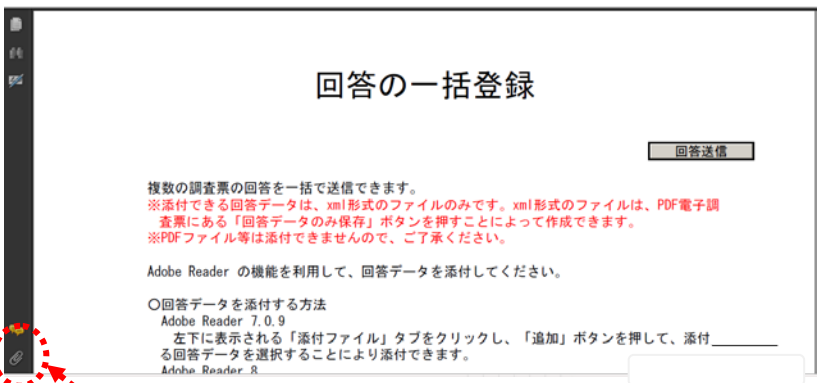 回答の一括登録
回答送信
複数の調査票の回答を一括で送信できます。
※添付できる回答データは、xml形式のファイルのみです。xml形式のファイルは、PDF電子調
査票にある「回答データのみ保存」ボタンを押すことによって作成できます。
※PDFファイル等は添付できませんので、ご了承ください。
Adobe Reader の機能を利用して、回答データを添付してください。
○回答データを添付する方法
Adobe Reader 7.0.9
左下に表示される「添付ファイル」タブをクリックし、「追加」ボタンを押して、添付
る回答データを選択することにより添付できます。
Adobe Reader 8